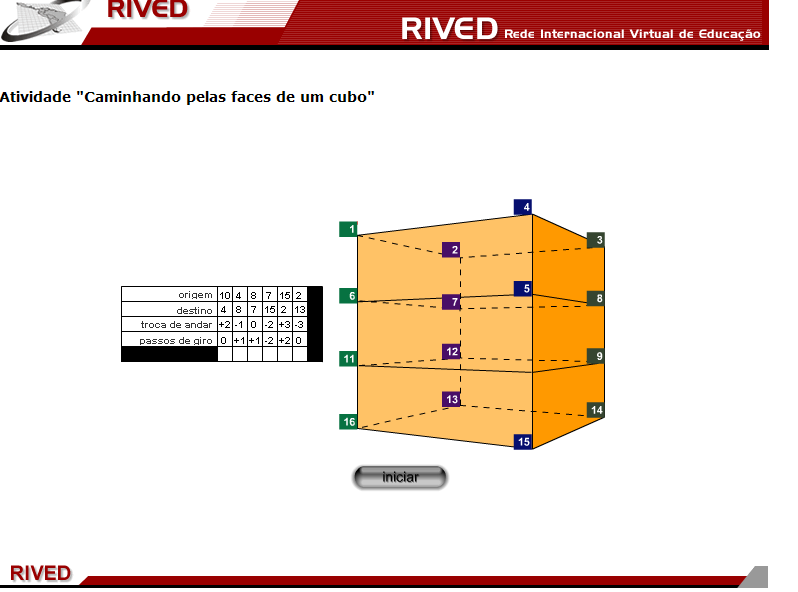 RIVED
RIVED Rede Internacional Virtual de Educação
Atividade "Caminhando pelas faces de um cubo"
origem 10 4 8 7 15 2
destino 4 8 7 15 2 13
troca de andar +2 -1 0 -2 +3 -3
passos de giro 0 +1 +1 -2 +2 0
4
1
3
2
5
6
7
8
12
9
11
13
14
16
15
iniciar
RIVED